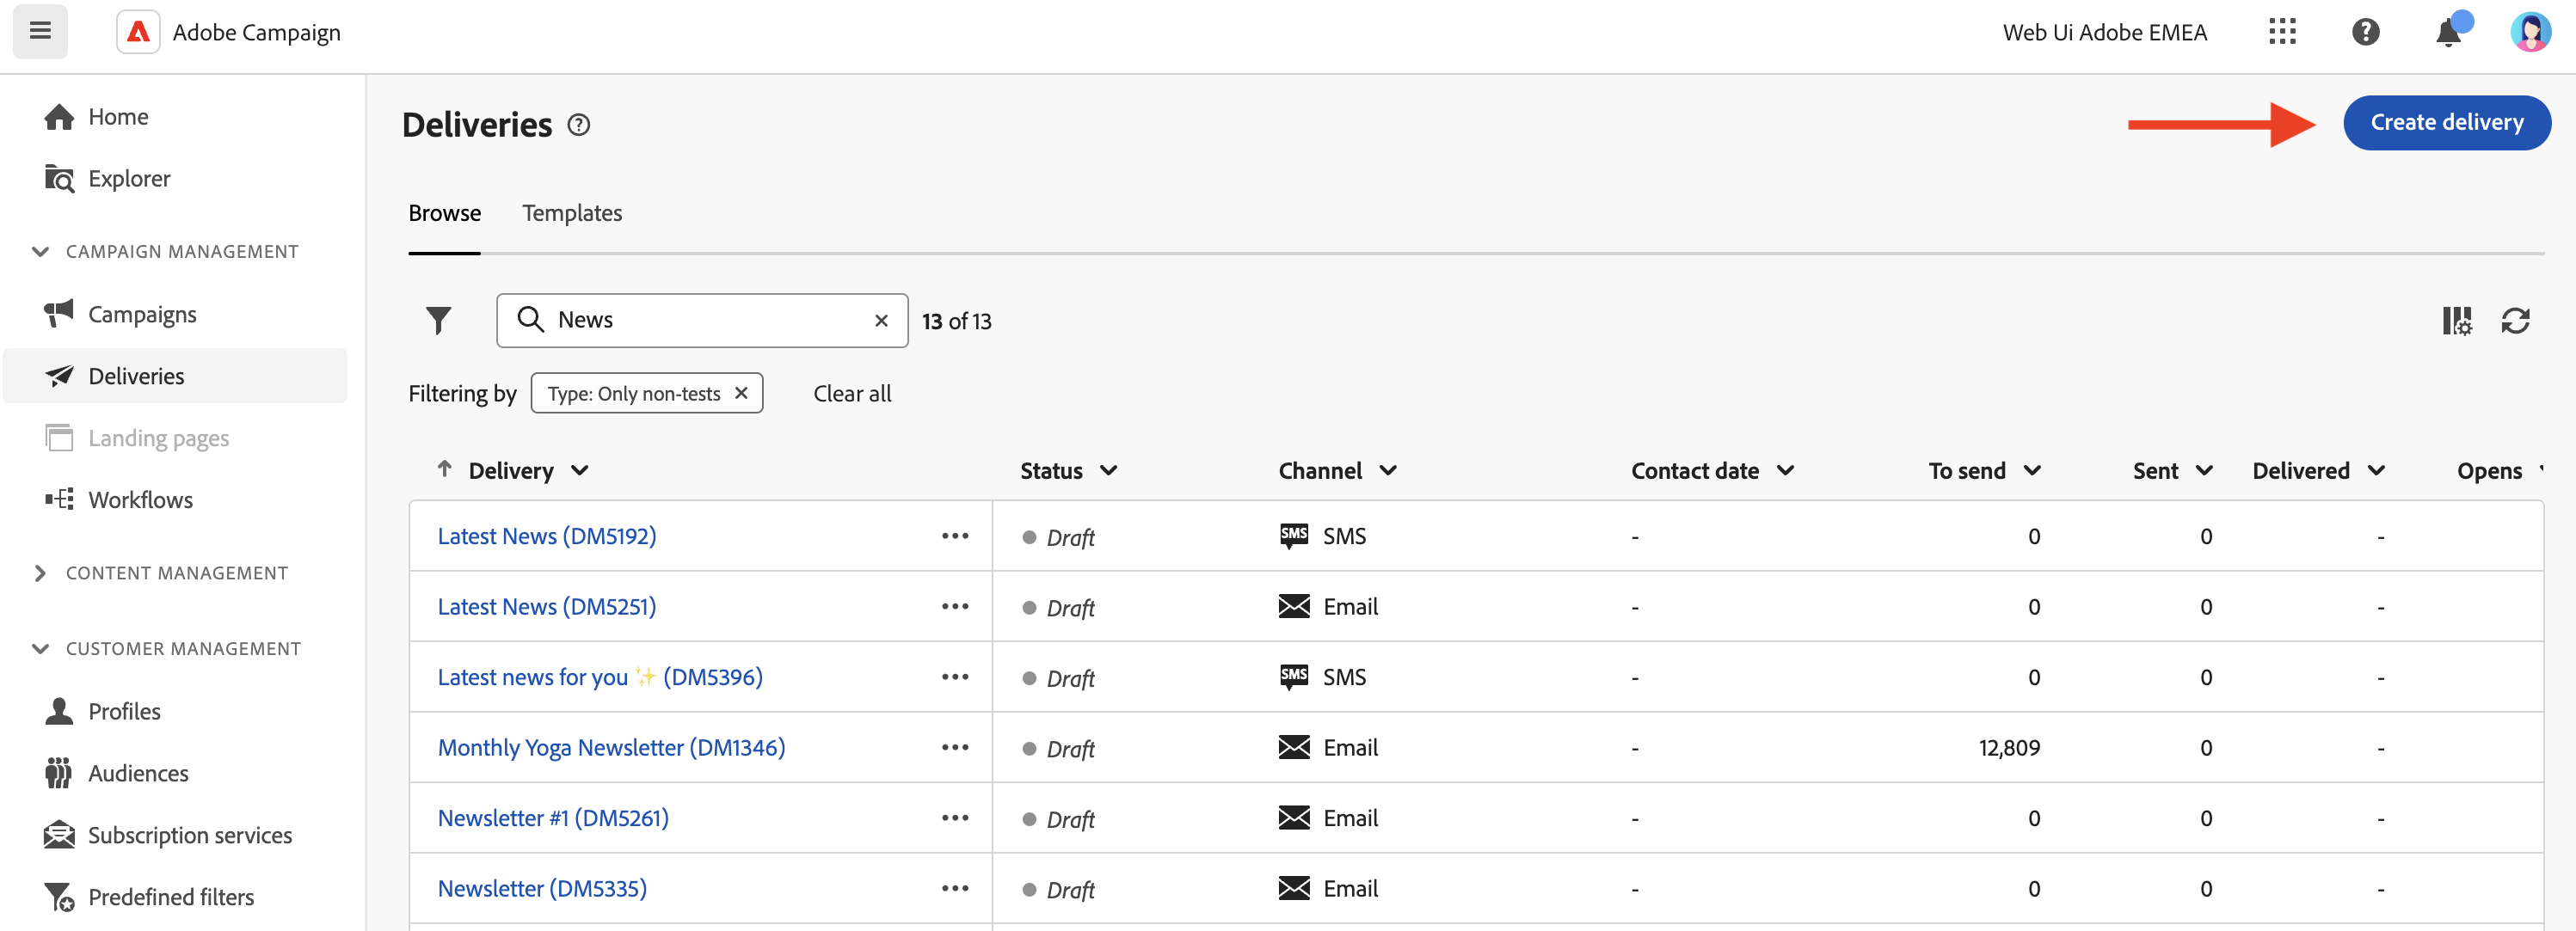 Adobe Campaign
Web Ui Adobe EMEA
Home
Explorer
CAMPAIGN MANAGEMENT
Campaigns
Deliveries
Landing pages
Workflows
CONTENT MANAGEMENT
CUSTOMER MANAGEMENT
Profiles
Audiences
Subscription services
Predefined filters
Deliveries
Create delivery
Browse Templates
News
13 of 13
Filtering by Type: Only non-tests Clear all
Delivery Status Channel Contact date To send Sent Delivered Opens
Latest News (DM5192) Draft SMS SMS - 0 0 -
Latest News (DM5251) Draft Email - 0 0 -
Latest news for you ✨ (DM5396) Draft SMS SMS - 0 0 -
Monthly Yoga Newsletter (DM1346) Draft Email - 12,809 0 -
Newsletter #1 (DM5261) Draft Email - 0 0 -
Newsletter (DM5335) Draft Email - 0 0 -